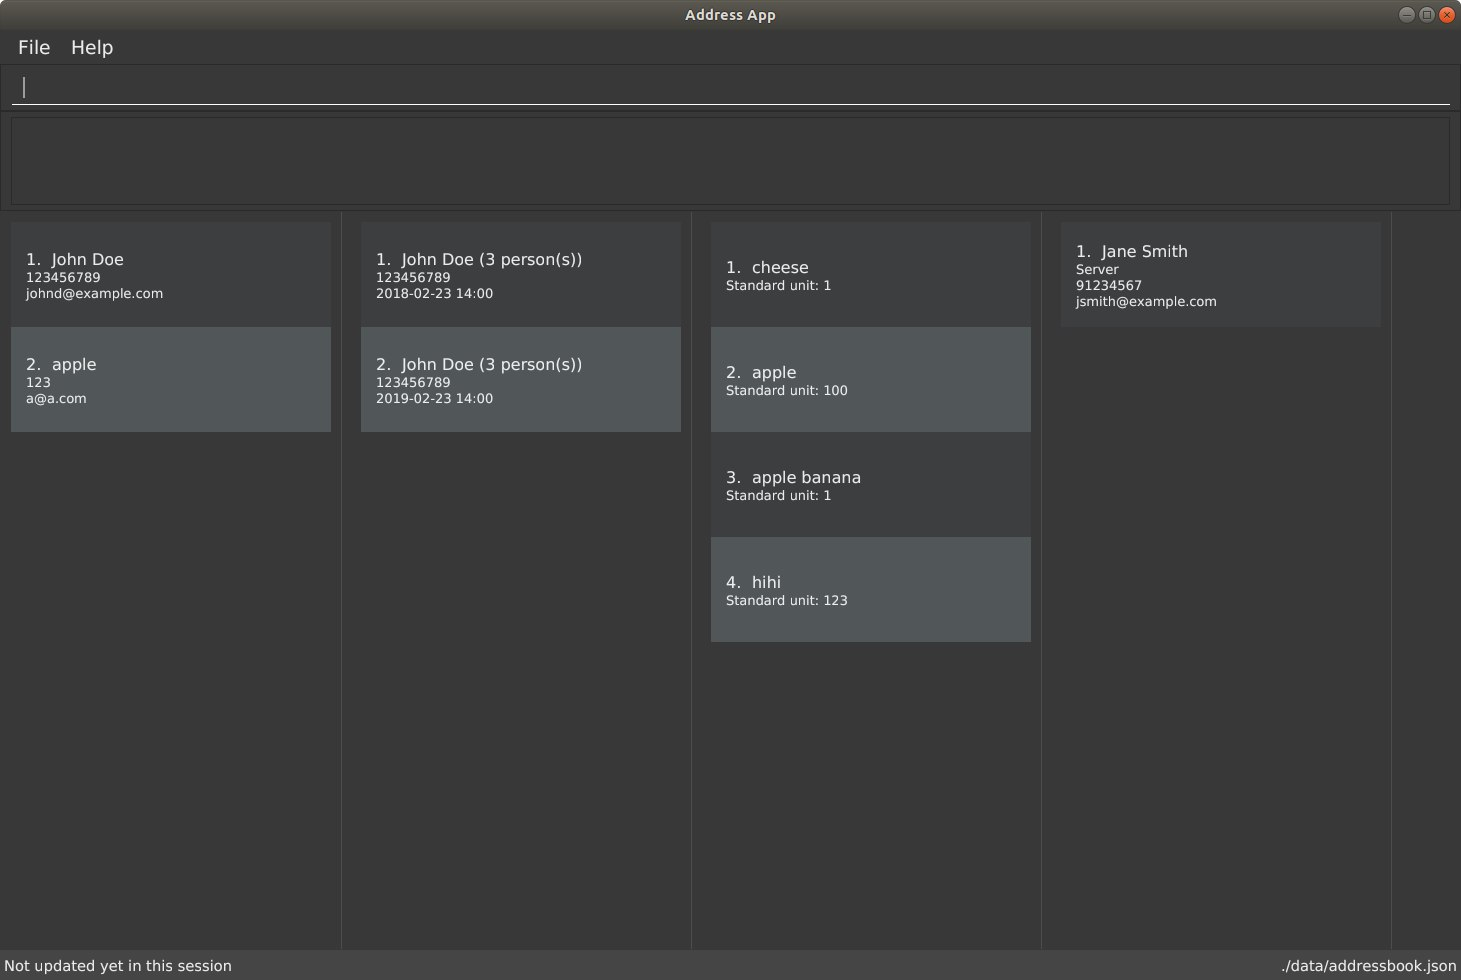 Address App
File Help
1. John Doe
123456789
johnd@example.com
2. apple
123
a@a.com
1. John Doe (3 person(s))
123456789
2018-02-23 14:00
2. John Doe (3 person(s))
123456789
2019-02-23 14:00
1. cheese
Standard unit: 1
2. apple
Standard unit: 100
3. apple banana
Standard unit: 1
4. hihi
Standard unit: 123
1. Jane Smith
Server
91234567
jsmith@example.com
Not updated yet in this session
./data/addressbook.json